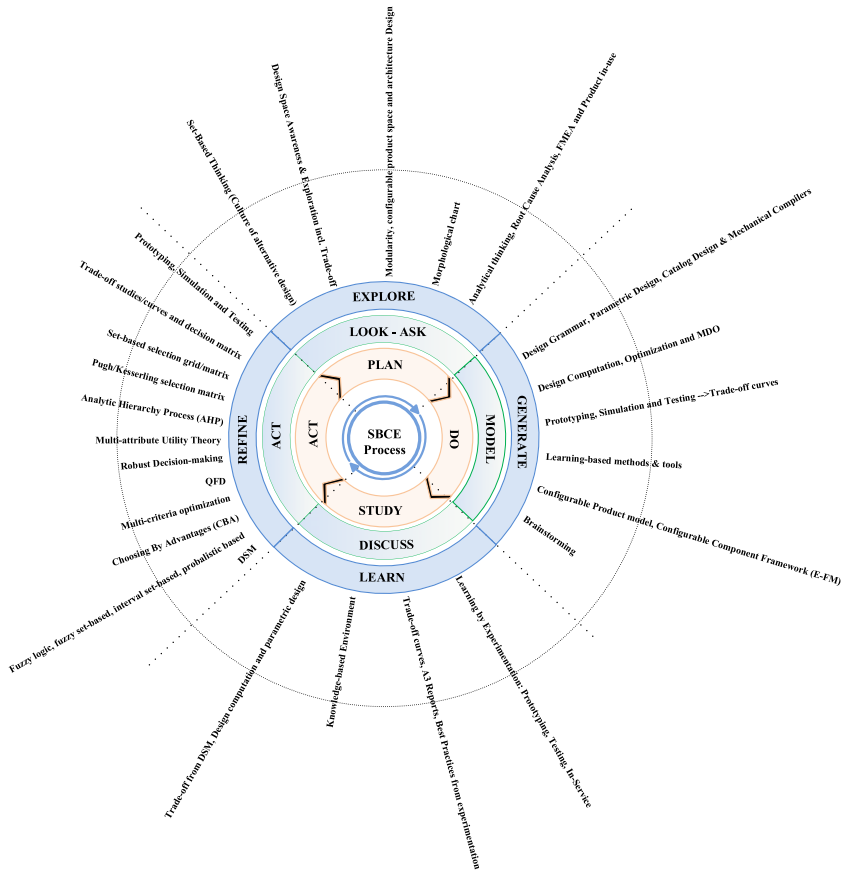 Modularity, configurable product space and architecture Design
Design Space Awareness & Exploration incl. Trade-off
Set-Based Thinking (Culture of alternative design)
Morphological chart
Analytical thinking, Root Cause Analysis, FMEA and Product in-use
Prototyping, Simulation and Testing
Trade-off studies/curves and decision matrix
Set-based selection grid/matrix
Pugh/Kesserling selection matrix
Analytic Hierarchy Process (AHP)
Multi-attribute Utility Theory
Robust Decision-making
QFD
Multi-criteria optimization
Choosing By Advantages (CBA)
Fuzzy logic, fuzzy set-based, interval set-based, probalistic based
DSM
EXPLORE
LOOK - ASK
PLAN
REFINE
ACT
ACT
SBCE
Process
DO
MODEL
GENERATE
STUDY
DISCUSS
LEARN
Design Grammar, Parametric Design, Catalog Design & Mechanical Compilers
Design Computation, Optimization and MDO
Prototyping, Simulation and Testing -->Trade-off curves
Learning-based methods & tools
Configurable Product model, Configurable Component Framework (E-FM)
Brainstorming
Trade-off from DSM, Design computation and parametric design
Knowledge-based Environment
Trade-off curves, A3 Reports, Best Practices from experimentation
Learning by Experimentation: Prototyping, Testing, In-Service